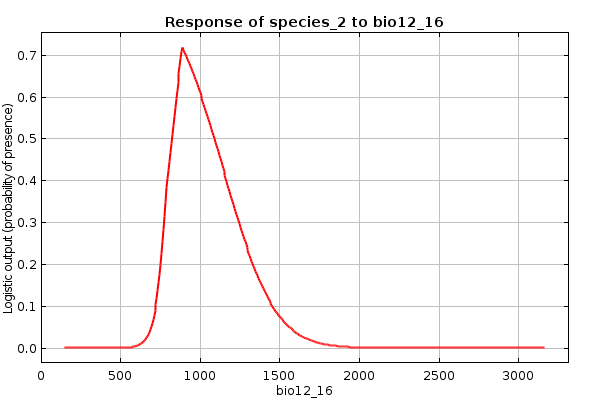 Response of species_2 to bio12_16
Logistic output (probability of presence)
0.7
0.6
0.5
0.4
0.3
0.2
0.1
0.0
0 500 1000 1500 2000 2500 3000
bio12_16